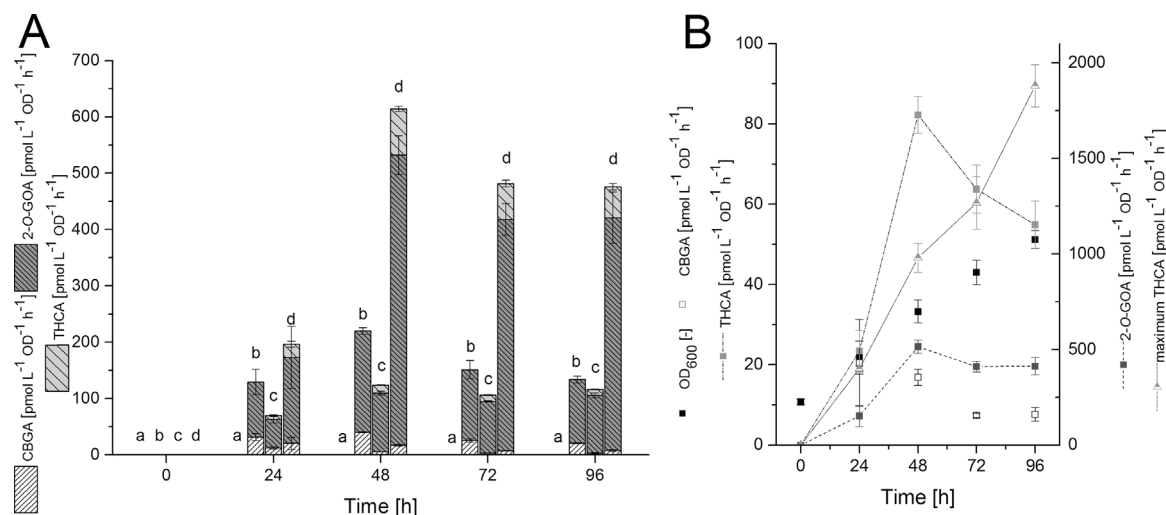 A
CBGA [pmol L⁻¹ OD⁻¹ h⁻¹]
2-O-GOA [pmol L⁻¹ OD⁻¹ h⁻¹]
THCA [pmol L⁻¹ OD⁻¹ h⁻¹]
700
600
500
400
300
200
100
0
a b c d
a b c d
a b c d
a b c d
a b c d
0 24 48 72 96
Time [h]
B
OD600 [-]
CBGA [pmol L⁻¹ OD⁻¹ h⁻¹]
THCA [pmol L⁻¹ OD⁻¹ h⁻¹]
100
80
60
40
20
0
0 24 48 72 96
Time [h]
2000
1500
1000
500
0
2-O-GOA [pmol L⁻¹ OD⁻¹ h⁻¹]
maximum THCA [pmol L⁻¹ OD⁻¹ h⁻¹]